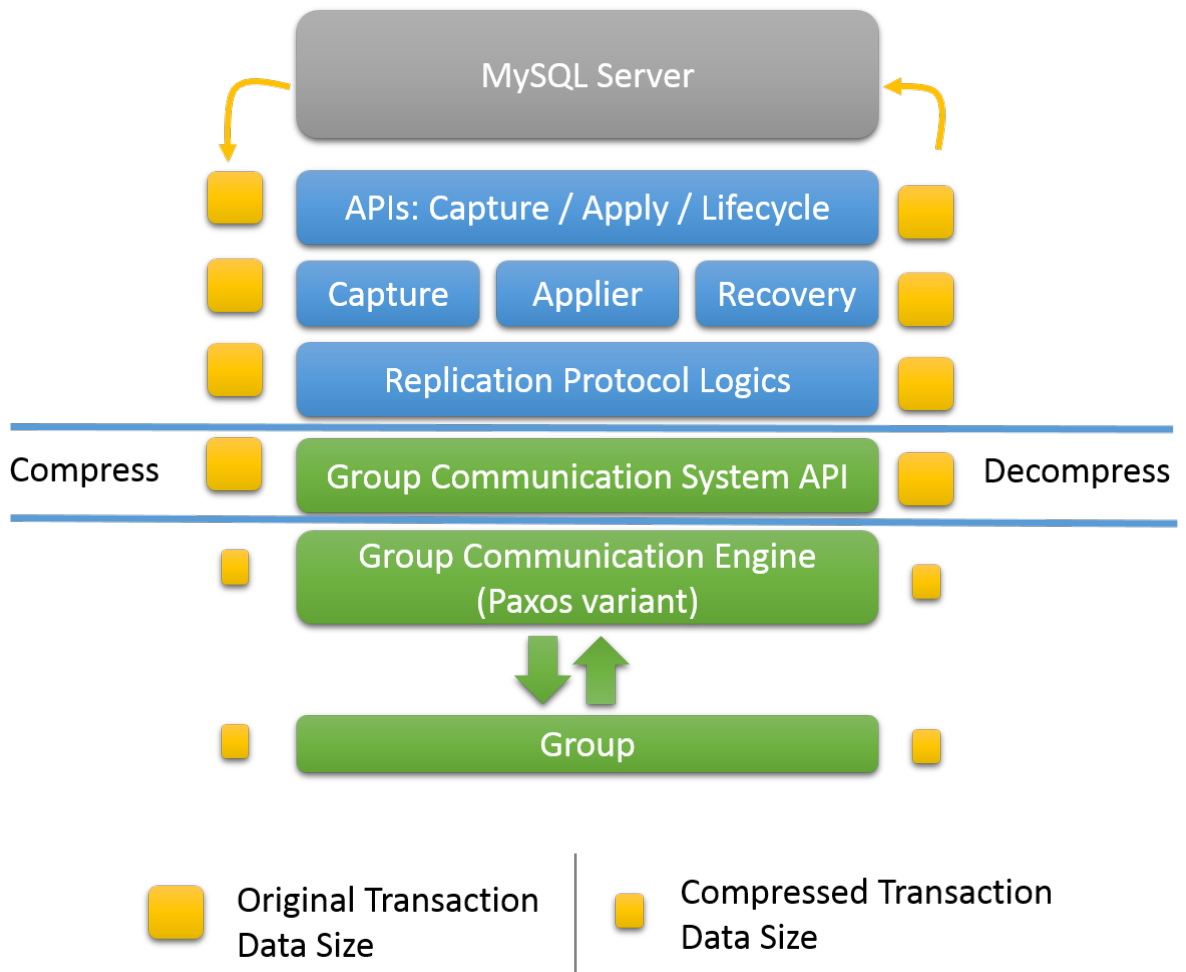 MySQL Server
APIs: Capture / Apply / Lifecycle
Capture
Applier
Recovery
Replication Protocol Logics
Compress
Group Communication System API
Decompress
Group Communication Engine
(Paxos variant)
Group
Original Transaction
Data Size
Compressed Transaction
Data Size